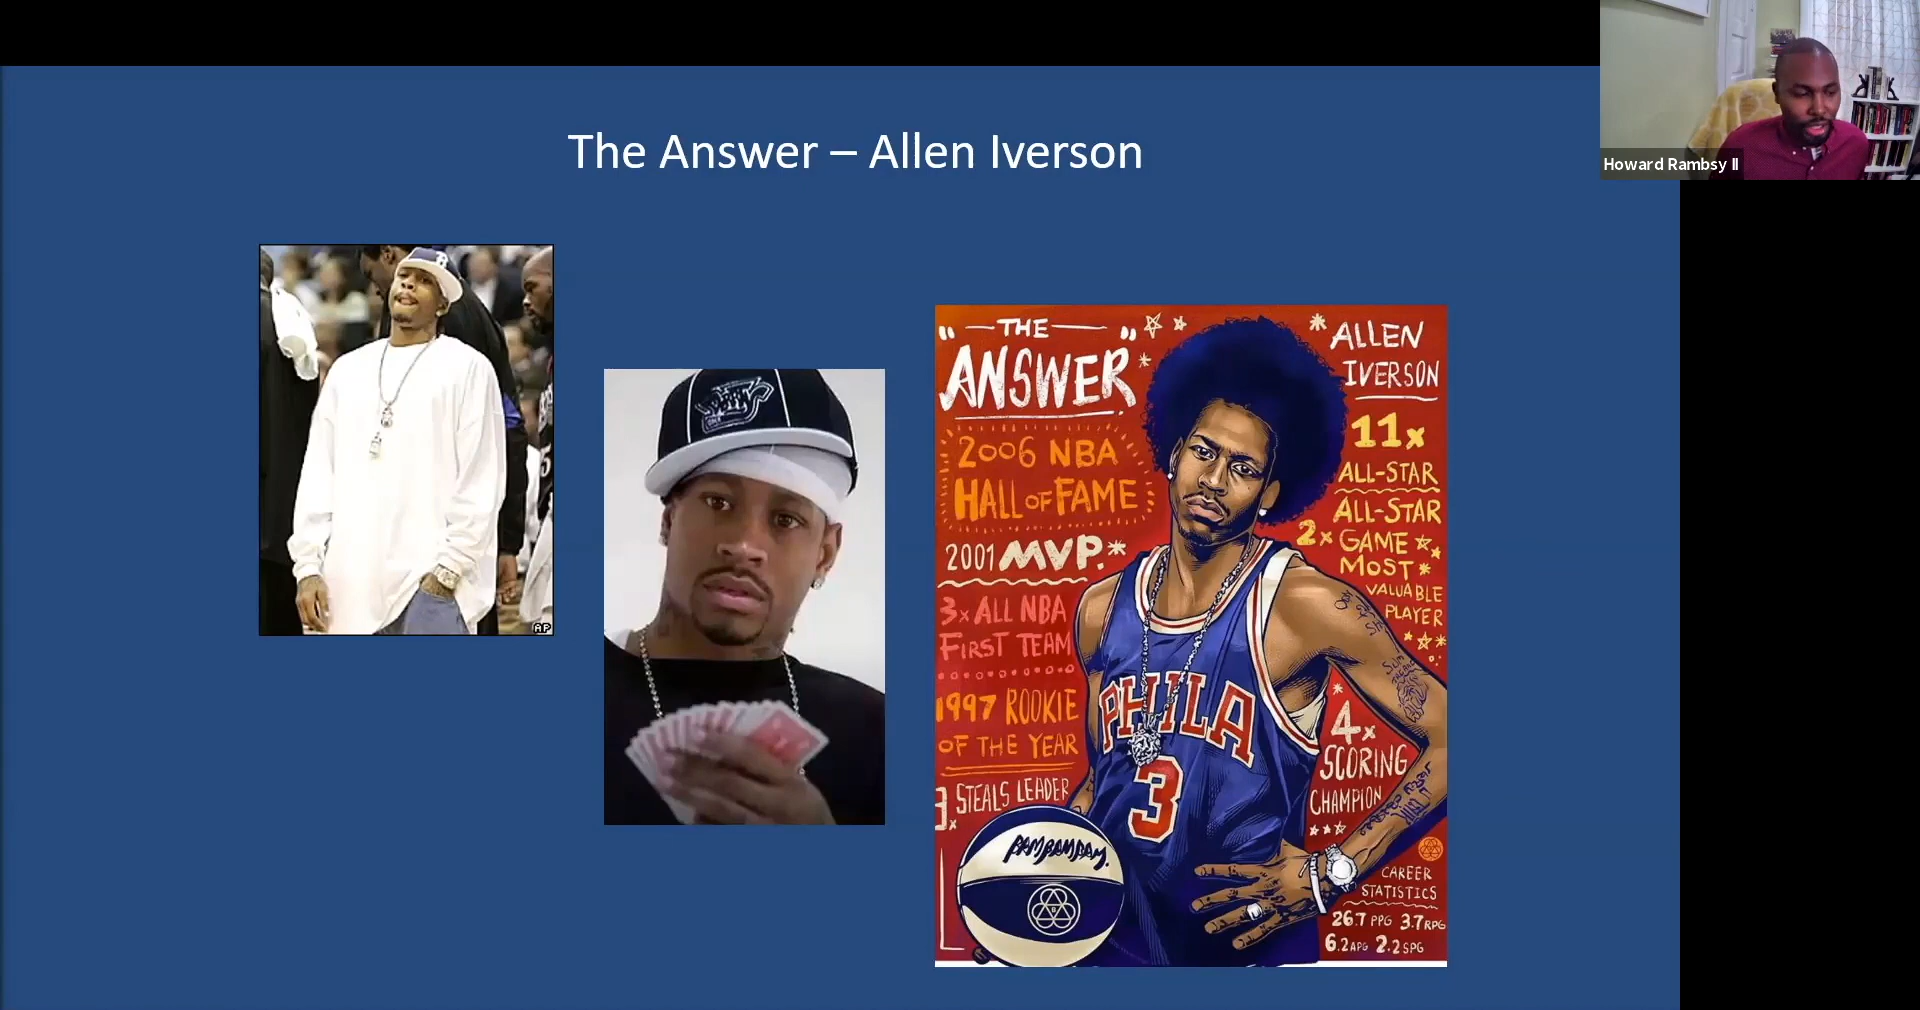 The Answer – Allen Iverson
Howard Rambsy II
AP
"THE
ANSWER"
2006 NBA
HALL OF FAME
2001 MVP.*
3x ALL NBA
FIRST TEAM
1997 ROOKIE
OF THE YEAR
3x STEALS LEADER
PAMPAMPAM.
*ALLEN
IVERSON
11x
ALL-STAR
2x ALL-STAR
GAME
MOST*
VALUABLE
PLAYER
PHILA
3
4x
SCORING
CHAMPION
CAREER
STATISTICS
26.7 PPG 3.7 RPG
6.2 APG 2.2 SPG